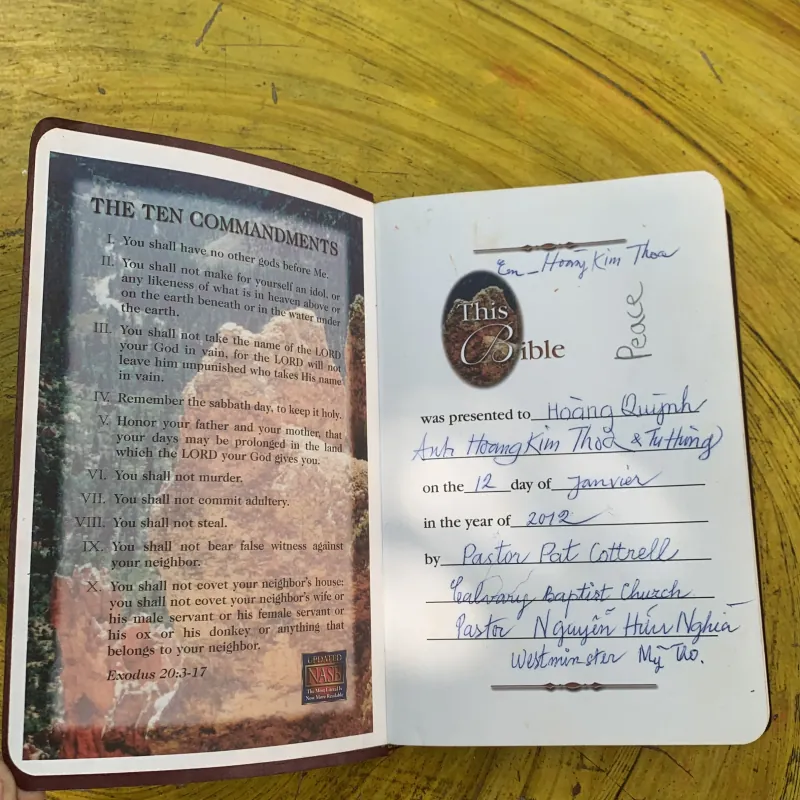 THE TEN COMMANDMENTS
I. You shall have no other gods before Me.
II. You shall not make for yourself an idol, or
any likeness of what is in heaven above or
on the earth beneath or in the water under
the earth.
III. You shall not take the name of the LORD
your God in vain, for the LORD will not
leave him unpunished who takes His name
in vain.
IV. Remember the sabbath day, to keep it holy.
V. Honor your father and your mother, that
your days may be prolonged in the land
which the LORD your God gives you.
VI. You shall not murder.
VII. You shall not commit adultery.
VIII. You shall not steal.
IX. You shall not bear false witness against
your neighbor.
X. You shall not covet your neighbor's house;
you shall not covet your neighbor's wife or
his male servant or his female servant or
his ox or his donkey or anything that
belongs to your neighbor.
Exodus 20:3-17
UPDATED
NASB
The Most Literal Is
Now More Readable
Em - Hoàng Kim Thoa
This
Bible
Peace
was presented to Hoàng Quỳnh
Anh Hoang Kim Thoa & Tư Hùng)
on the 12 day of Janvier
in the year of 2012
by Pastor Pat Cottrell
Calvary Baptist Church
Pastor Nguyễn Hữu Nghĩa
Westminster Mỹ Tho.